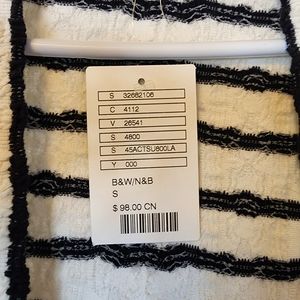 S 32682106
C 4112
V 26541
S 4800
S 45ACTSU800LA
Y 000
B&W/N&B
S
$ 98.00 CN